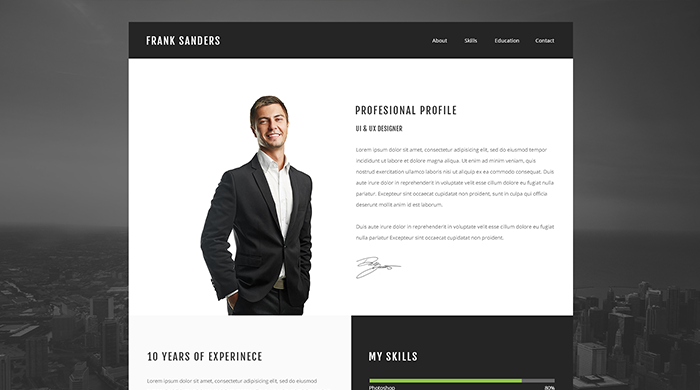 FRANK SANDERS
About Skills Education Contact
PROFESIONAL PROFILE
UI & UX DESIGNER
Lorem ipsum dolor sit amet, consectetur adipisicing elit, sed do eiusmod tempor
incididunt ut labore et dolore magna aliqua. Ut enim ad minim veniam, quis
nostrud exercitation ullamco laboris nisi ut aliquip ex ea commodo consequat. Duis
aute irure dolor in reprehenderit in voluptate velit esse cillum dolore eu fugiat nulla
pariatur. Excepteur sint occaecat cupidatat non proident, sunt in culpa qui officia
deserunt mollit anim id est laborum.
Duis aute irure dolor in reprehenderit in voluptate velit esse cillum dolore eu fugiat
nulla pariatur Excepteur sint occaecat cupidatat non proident.
10 YEARS OF EXPERINECE
Lorem ipsum dolor sit amet, consectetur adipisicing elit, sed do
MY SKILLS
Photoshop 80%